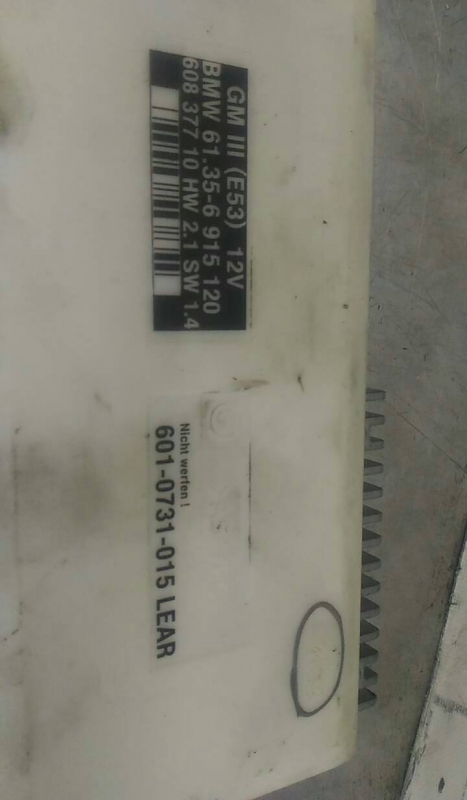 GM III (E53) 12V
BMW 61.35-6 915 120
608 377 10 HW 2.1 SW 1.4
Nicht werfen !
601-0731-015 LEAR